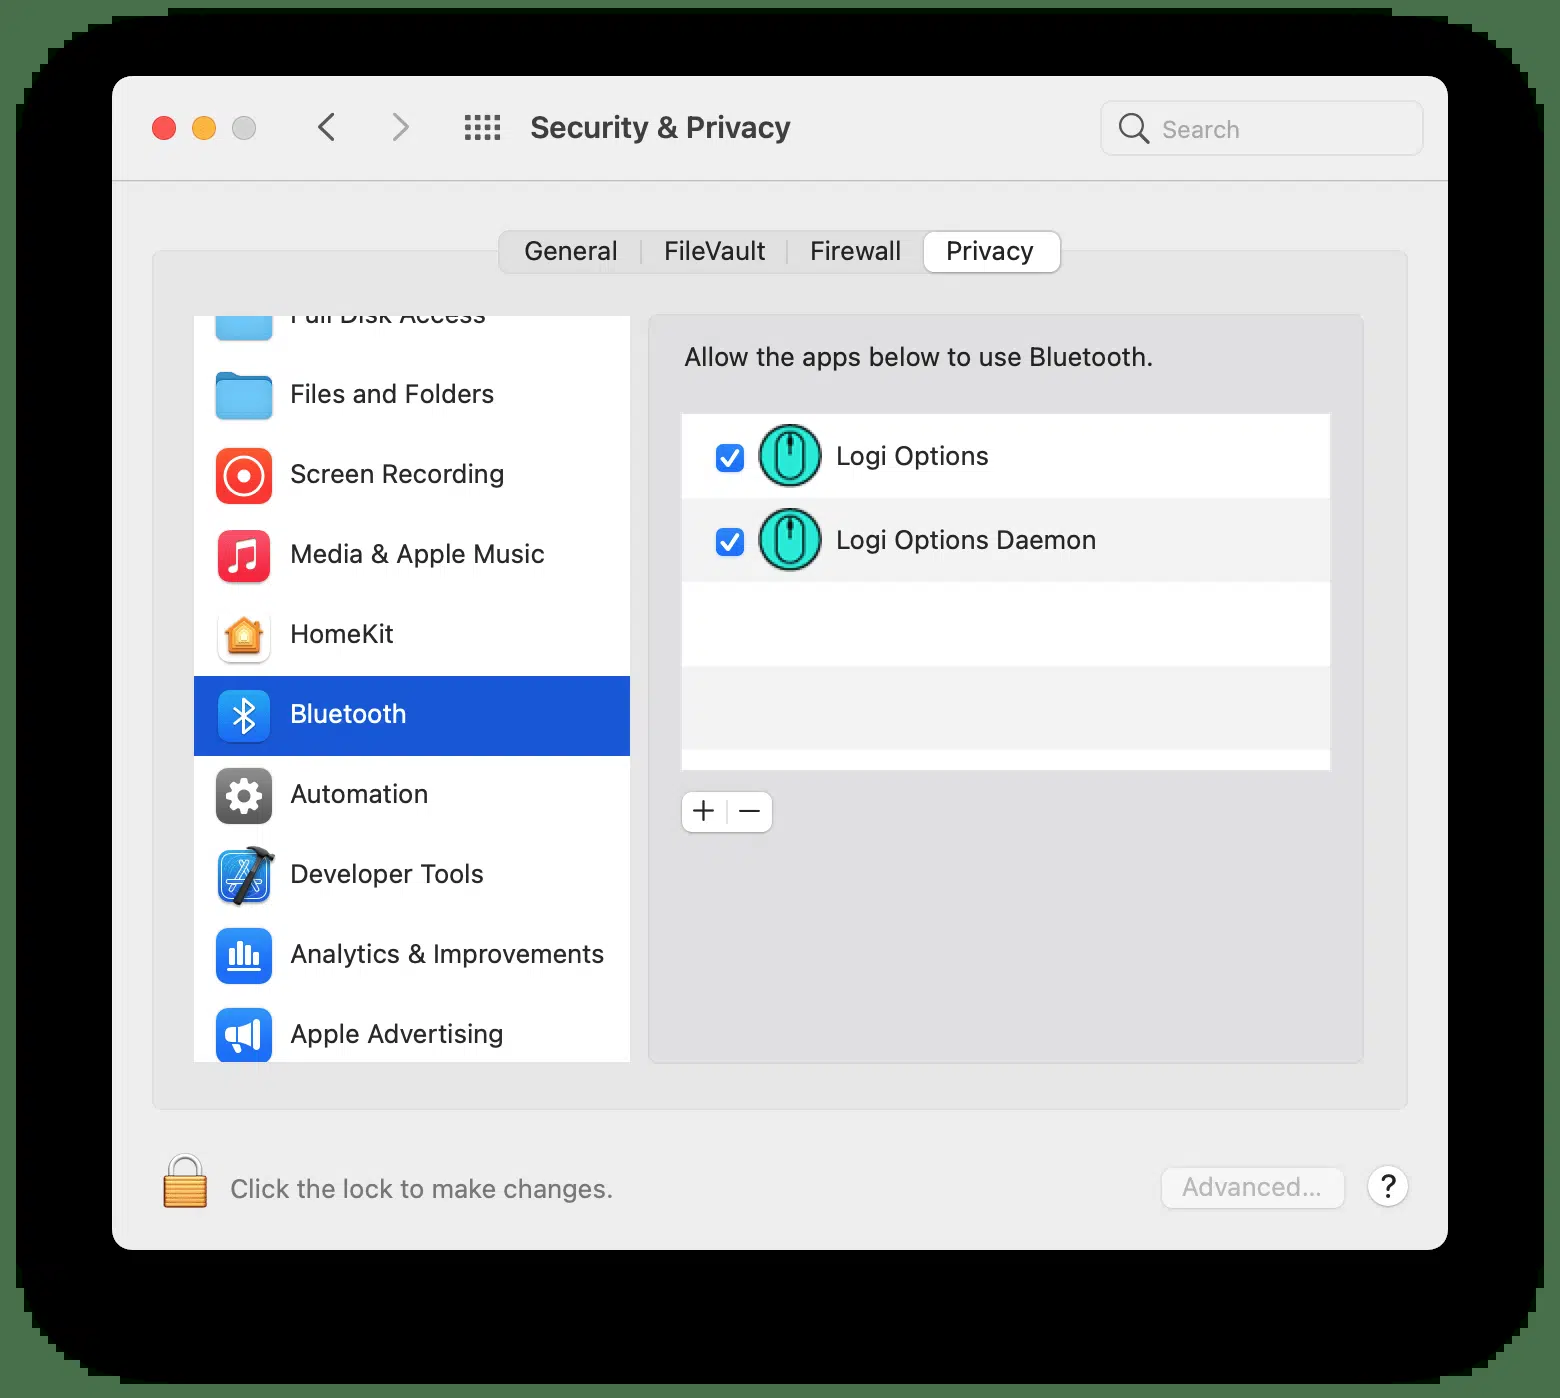 Security & Privacy
Search
General
FileVault
Firewall
Privacy
Full Disk Access
Files and Folders
Screen Recording
Media & Apple Music
HomeKit
Bluetooth
Automation
Developer Tools
Analytics & Improvements
Apple Advertising
Allow the apps below to use Bluetooth.
Logi Options
Logi Options Daemon
Click the lock to make changes.
Advanced...
?